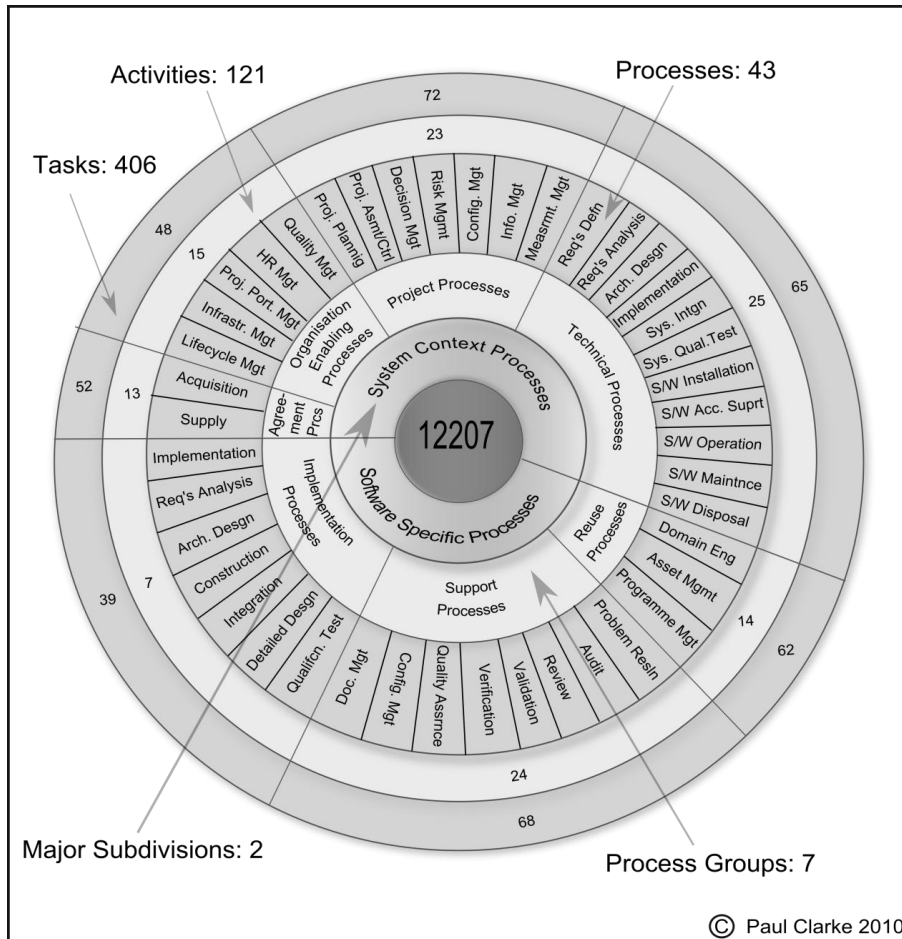 Activities: 121
Processes: 43
Tasks: 406
72
23
48
15
52
13
39
7
68
24
62
14
65
25
Quality Mgt
HR Mgt
Proj. Port. Mgt
Infrastr. Mgt
Lifecycle Mgt
Acquisition
Supply
Proj. Plannig
Proj. Asmt/Ctrl
Decision Mgt
Risk Mgmt
Config. Mgt
Info. Mgt
Measrmt. Mgt
Req's Defn
Req's Analysis
Arch. Desgn
Implementation
Sys. Intgn
Sys. Qual.Test
S/W Installation
S/W Acc. Suprt
S/W Operation
S/W Maintnce
S/W Disposal
Domain Eng
Asset Mgmt
Programme Mgt
Problem Resln
Audit
Review
Validation
Verification
Quality Assrnce
Config. Mgt
Doc. Mgt
Qualifcn. Test
Detailed Desgn
Integration
Construction
Arch. Desgn
Req's Analysis
Implementation
Organisation
Enabling
Processes
Project Processes
Technical Processes
Agree-
ment
Prcs
Implementation
Processes
Support
Processes
Reuse
Processes
System Context Processes
12207
Software Specific Processes
Major Subdivisions: 2
Process Groups: 7
© Paul Clarke 2010